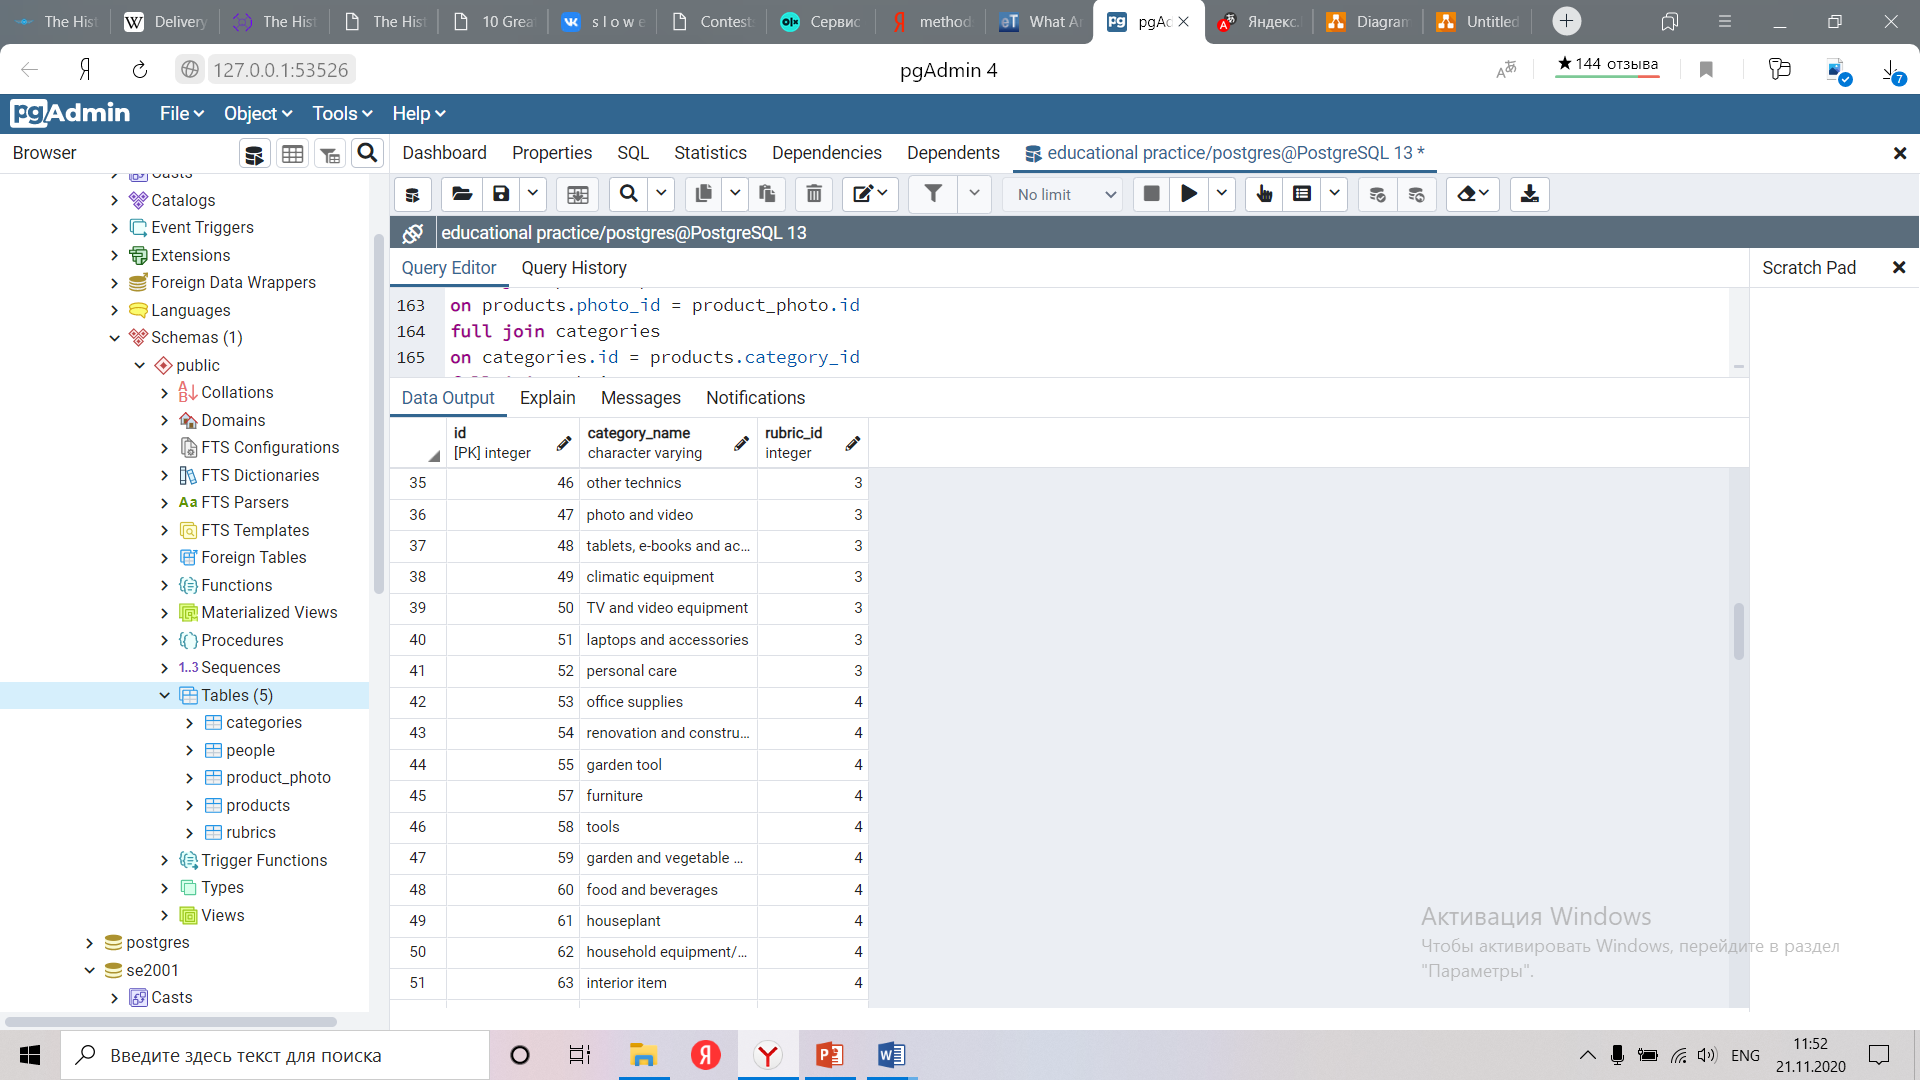 The Hist
Delivery
The Hist
The Hist
10 Grea
s l o w e
Contest
Сервис
method.
What Ar
pgAd
Яндекс.
Diagram
Untitled
127.0.0.1:53526
pgAdmin 4
★ 144 отзыва
7
pgAdmin
File
Object
Tools
Help
Browser
Dashboard
Properties
SQL
Statistics
Dependencies
Dependents
educational practice/postgres@PostgreSQL 13 *
No limit
educational practice/postgres@PostgreSQL 13
Query Editor
Query History
Scratch Pad
163 on products.photo_id = product_photo.id
164 full join categories
165 on categories.id = products.category_id
Data Output
Explain
Messages
Notifications
id
[PK] integer
category_name
character varying
rubric_id
integer
35 46 other technics 3
36 47 photo and video 3
37 48 tablets, e-books and ac... 3
38 49 climatic equipment 3
39 50 TV and video equipment 3
40 51 laptops and accessories 3
41 52 personal care 3
42 53 office supplies 4
43 54 renovation and constru... 4
44 55 garden tool 4
45 57 furniture 4
46 58 tools 4
47 59 garden and vegetable ... 4
48 60 food and beverages 4
49 61 houseplant 4
50 62 household equipment/... 4
51 63 interior item 4
Casts
Catalogs
Event Triggers
Extensions
Foreign Data Wrappers
Languages
Schemas (1)
public
Collations
Domains
FTS Configurations
FTS Dictionaries
Aa FTS Parsers
FTS Templates
Foreign Tables
Functions
Materialized Views
Procedures
1..3 Sequences
Tables (5)
categories
people
product_photo
products
rubrics
Trigger Functions
Types
Views
postgres
se2001
Casts
Активация Windows
Чтобы активировать Windows, перейдите в раздел
"Параметры".
Введите здесь текст для поиска
ENG
11:52
21.11.2020